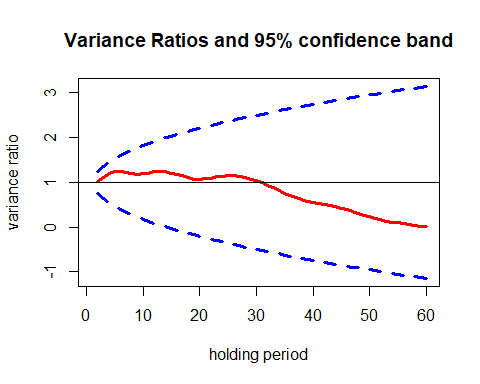 Variance Ratios and 95% confidence band
variance ratio
3
2
1
0
-1
0 10 20 30 40 50 60
holding period